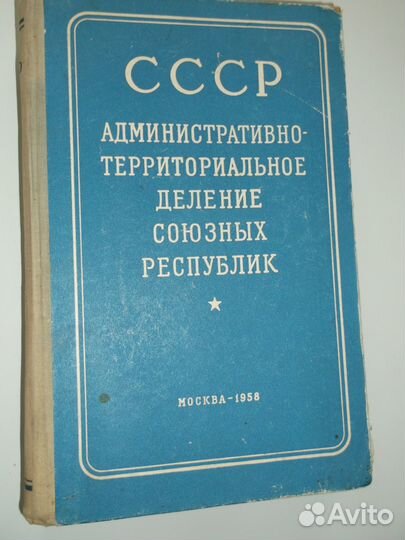 СССР
АДМИНИСТРАТИВНО-
ТЕРРИТОРИАЛЬНОЕ
ДЕЛЕНИЕ
СОЮЗНЫХ
РЕСПУБЛИК
МОСКВА-1958
Avito